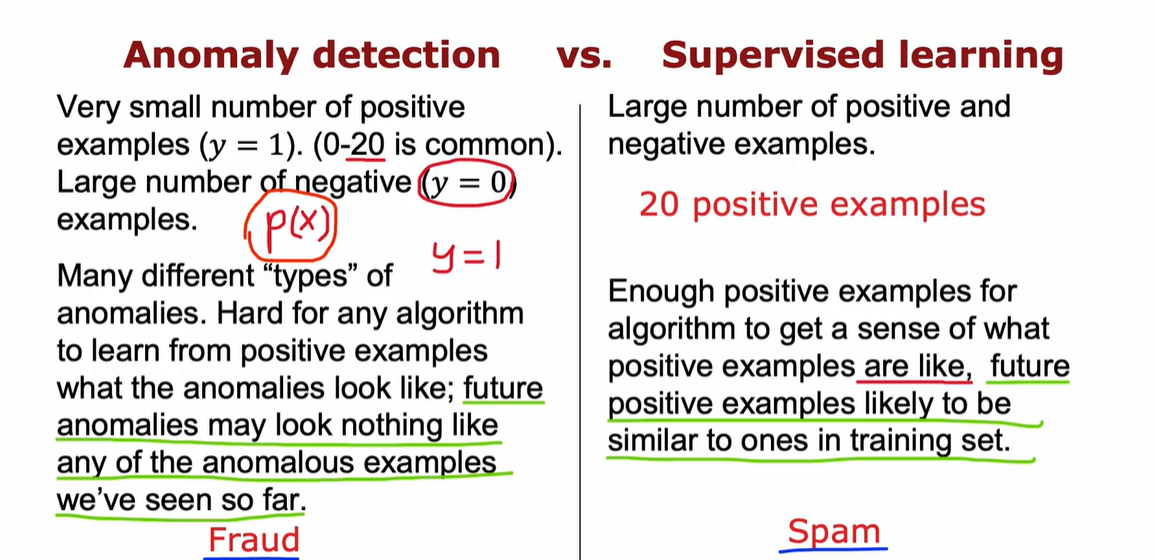 Anomaly detection vs. Supervised learning
Very small number of positive
examples (y = 1). (0-20 is common).
Large number of negative (y = 0)
examples.
p(x)
y=1
Many different “types” of
anomalies. Hard for any algorithm
to learn from positive examples
what the anomalies look like; future
anomalies may look nothing like
any of the anomalous examples
we’ve seen so far.
Fraud
Large number of positive and
negative examples.
20 positive examples
Enough positive examples for
algorithm to get a sense of what
positive examples are like, future
positive examples likely to be
similar to ones in training set.
Spam